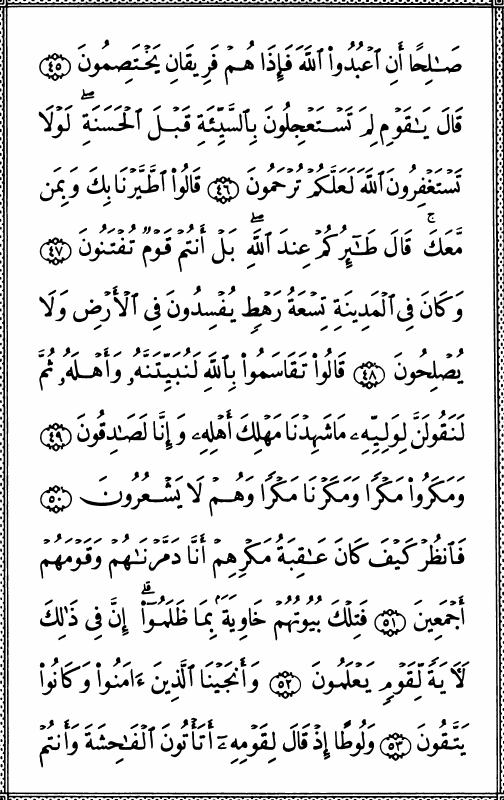 صَـٰلِحًا أَنِ ٱعۡبُدُواْ ٱللَّهَ فَإِذَا هُمۡ فَرِيقَانِ يَخۡتَصِمُونَ ٤٥
قَالَ يَـٰقَوۡمِ لِمَ تَسۡتَعۡجِلُونَ بِٱلسَّيِّئَةِ قَبۡلَ ٱلۡحَسَنَةِۖ لَوۡلَا
تَسۡتَغۡفِرُونَ ٱللَّهَ لَعَلَّكُمۡ تُرۡحَمُونَ ٤٦ قَالُواْ ٱطَّيَّرۡنَا بِكَ وَبِمَن
مَّعَكَۚ قَالَ طَـٰٓئِرُكُمۡ عِندَ ٱللَّهِۖ بَلۡ أَنتُمۡ قَوۡمٌ تُفۡتَنُونَ ٤٧
وَكَانَ فِي ٱلۡمَدِينَةِ تِسۡعَةُ رَهۡطٍ يُفۡسِدُونَ فِي ٱلۡأَرۡضِ وَلَا
يُصۡلِحُونَ ٤٨ قَالُواْ تَقَاسَمُواْ بِٱللَّهِ لَنُبَيِّتَنَّهُۥ وَأَهۡلَهُۥ ثُمَّ
لَنَقُولَنَّ لِوَلِيِّهِۦ مَا شَهِدۡنَا مَهۡلِكَ أَهۡلِهِۦ وَإِنَّا لَصَـٰدِقُونَ ٤٩
وَمَكَرُواْ مَكۡرًا وَمَكَرۡنَا مَكۡرًا وَهُمۡ لَا يَشۡعُرُونَ ٥٠
فَٱنظُرۡ كَيۡفَ كَانَ عَـٰقِبَةُ مَكۡرِهِمۡ أَنَّا دَمَّرۡنَـٰهُمۡ وَقَوۡمَهُمۡ
أَجۡمَعِينَ ٥١ فَتِلۡكَ بُيُوتُهُمۡ خَاوِيَةَۢ بِمَا ظَلَمُوٓاْۗ إِنَّ فِي ذَٰلِكَ
لَأٓيَةً لِّقَوۡمٍ يَعۡلَمُونَ ٥٢ وَأَنجَيۡنَا ٱلَّذِينَ ءَامَنُواْ وَكَانُواْ
يَتَّقُونَ ٥٣ وَلُوطًا إِذۡ قَالَ لِقَوۡمِهِۦٓ أَتَأۡتُونَ ٱلۡفَـٰحِشَةَ وَأَنتُمۡ